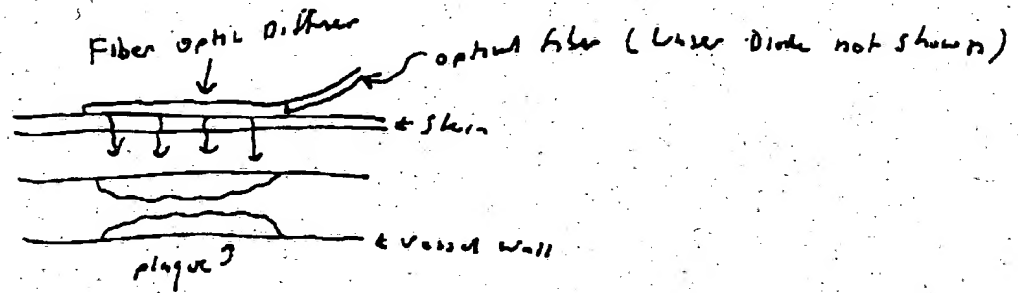 Fiber optic Diffuser
optical fiber (Laser Diode not shown)
skin
vessel wall
plaque